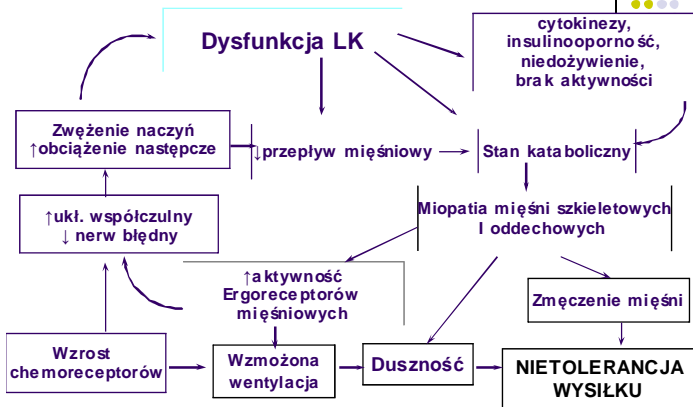 Dysfunkcja LK
cytokinezy,
insulinooporność,
niedożywienie,
brak aktywności
Zwężenie naczyń
↑obciążenie następcze
↓przepływ mięśniowy
Stan kataboliczny
↑ukł. współczulny
↓ nerw błędny
Miopatia mięśni szkieletowych
I oddechowych
↑aktywność
Ergoreceptorów
mięśniowych
Zmęczenie mięśni
Wzrost
chemoreceptorów
Wzmożona
wentylacja
Duszność
NIETOLERANCJA
WYSIŁKU